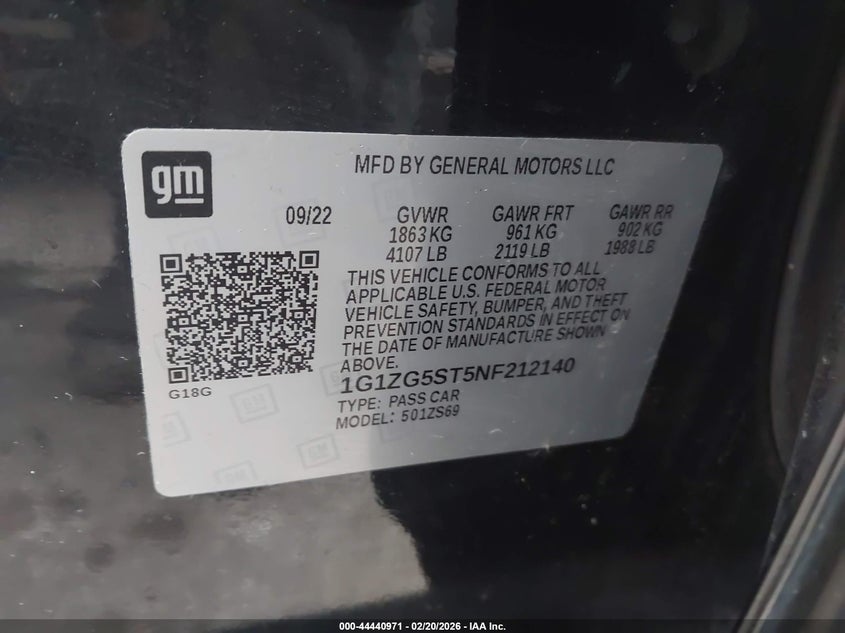 gm
MFD BY GENERAL MOTORS LLC
09/22 GVWR GAWR FRT GAWR RR
1863 KG 961 KG 902 KG
4107 LB 2119 LB 1988 LB
THIS VEHICLE CONFORMS TO ALL
APPLICABLE U.S. FEDERAL MOTOR
VEHICLE SAFETY, BUMPER, AND THEFT
PREVENTION STANDARDS IN EFFECT ON
THE DATE OF MANUFACTURE SHOWN
ABOVE.
G18G
1G1ZG5ST5NF212140
TYPE: PASS CAR
MODEL: 501ZS69
000-44440971 | 02/20/2026 - IAA Inc.